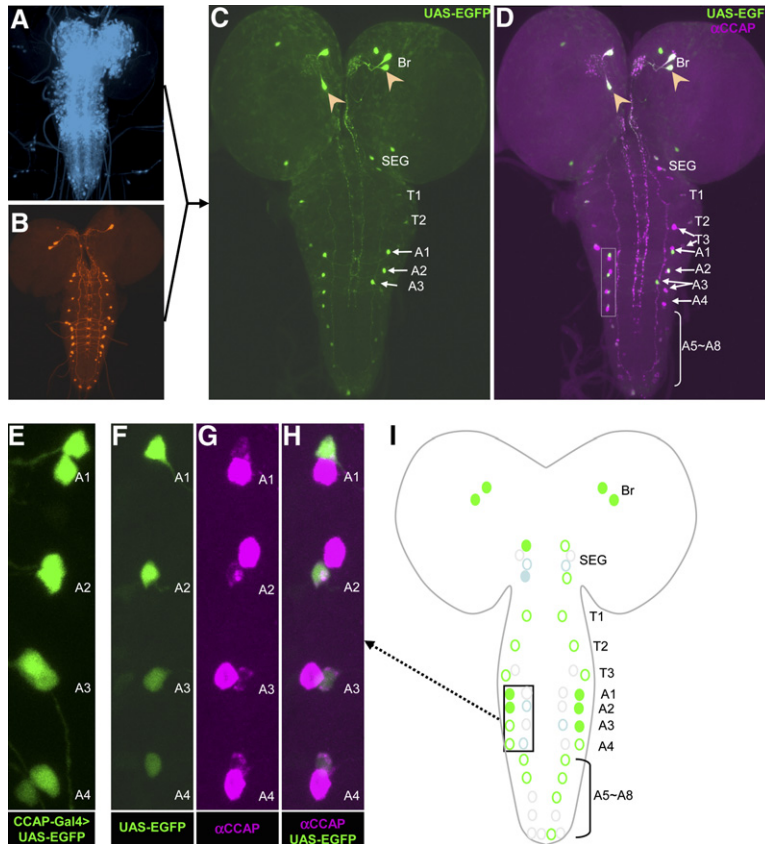 A
B
C
UAS-EGFP
Br
SEG
T1
T2
A1
A2
A3
D
UAS-EGF
αCCAP
Br
SEG
T1
T2
T3
A1
A2
A3
A4
A5~A8
E
A1
A2
A3
A4
CCAP-Gal4>
UAS-EGFP
F
A1
A2
A3
A4
UAS-EGFP
G
A1
A2
A3
A4
αCCAP
H
A1
A2
A3
A4
αCCAP
UAS-EGFP
I
Br
SEG
T1
T2
T3
A1
A2
A3
A4
A5~A8